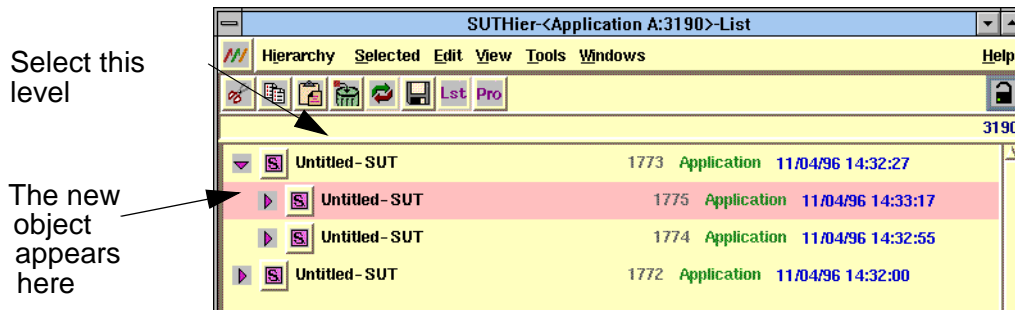 SUTHier-<Application A:3190>-List
Select this
level
Hierarchy Selected Edit View Tools Windows Help
Lst Pro
3190
The new
object
appears
here
S. Untitled-SUT 1773 Application 11/04/96 14:32:27
S. Untitled-SUT 1775 Application 11/04/96 14:33:17
S. Untitled-SUT 1774 Application 11/04/96 14:32:55
S. Untitled-SUT 1772 Application 11/04/96 14:32:00